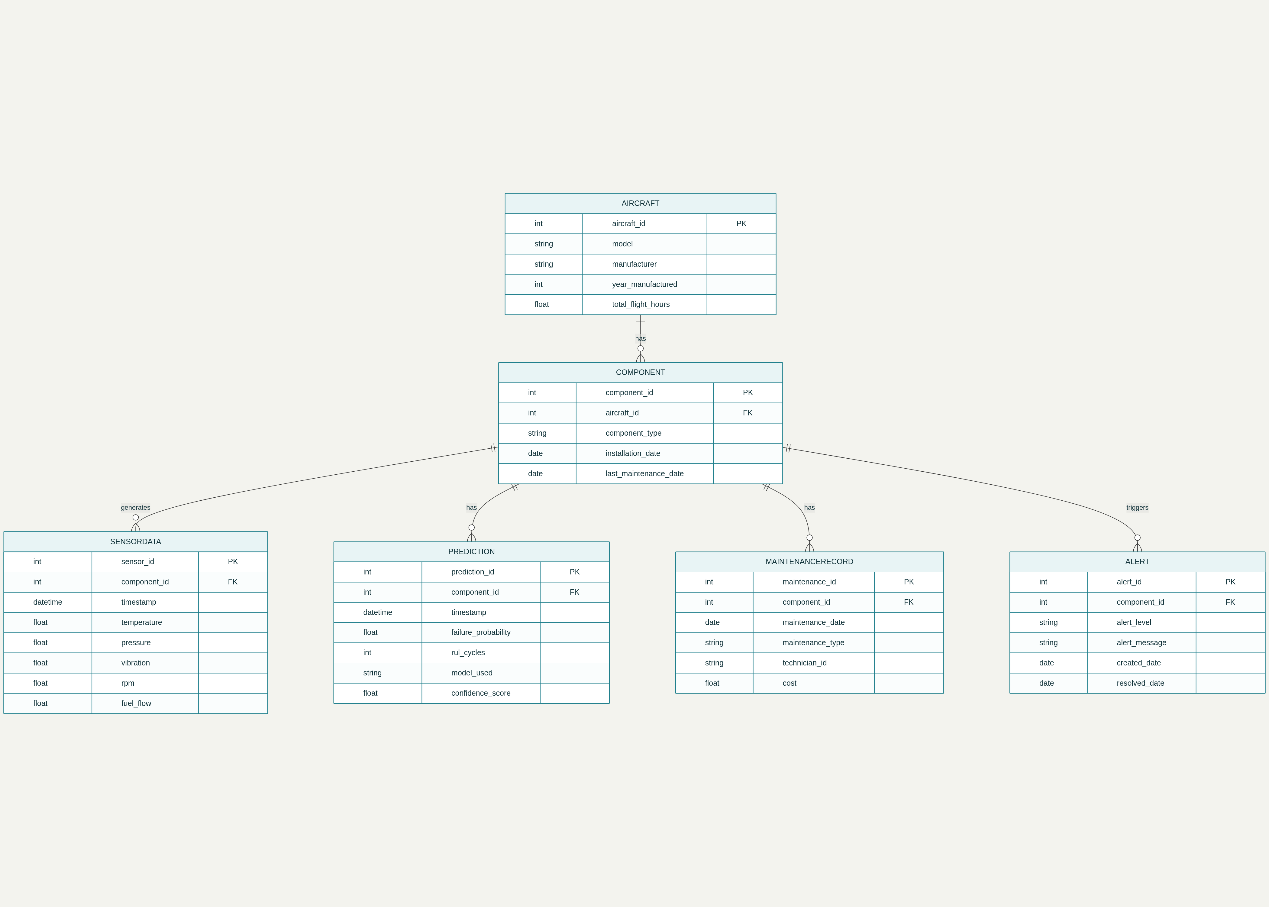 AIRCRAFT
int aircraft_id PK
string model
string manufacturer
int year_manufactured
float total_flight_hours
has
COMPONENT
int component_id PK
int aircraft_id FK
string component_type
date installation_date
date last_maintenance_date
generates
has
has
triggers
SENSORDATA
int sensor_id PK
int component_id FK
datetime timestamp
float temperature
float pressure
float vibration
float rpm
float fuel_flow
PREDICTION
int prediction_id PK
int component_id FK
datetime timestamp
float failure_probability
int rul_cycles
string model_used
float confidence_score
MAINTENANCERECORD
int maintenance_id PK
int component_id FK
date maintenance_date
string maintenance_type
string technician_id
float cost
ALERT
int alert_id PK
int component_id FK
string alert_level
string alert_message
date created_date
date resolved_date